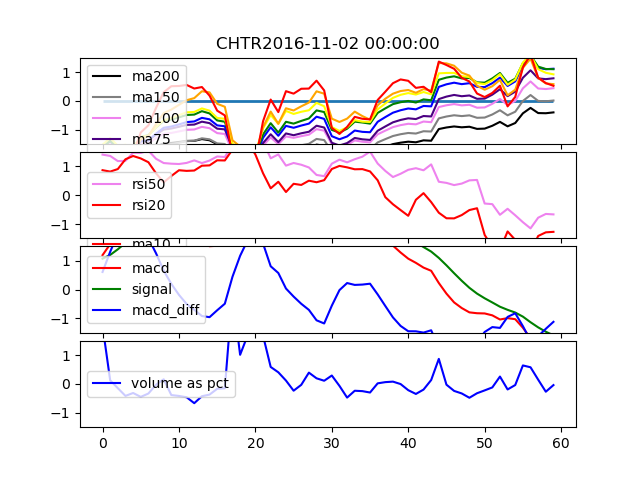 CHTR2016-11-02 00:00:00
1
0
−1
ma200
ma150
ma100
ma75
1
0
−1
rsi50
rsi20
ma10
1
0
−1
macd
signal
macd_diff
1
0
−1
volume as pct
0 10 20 30 40 50 60